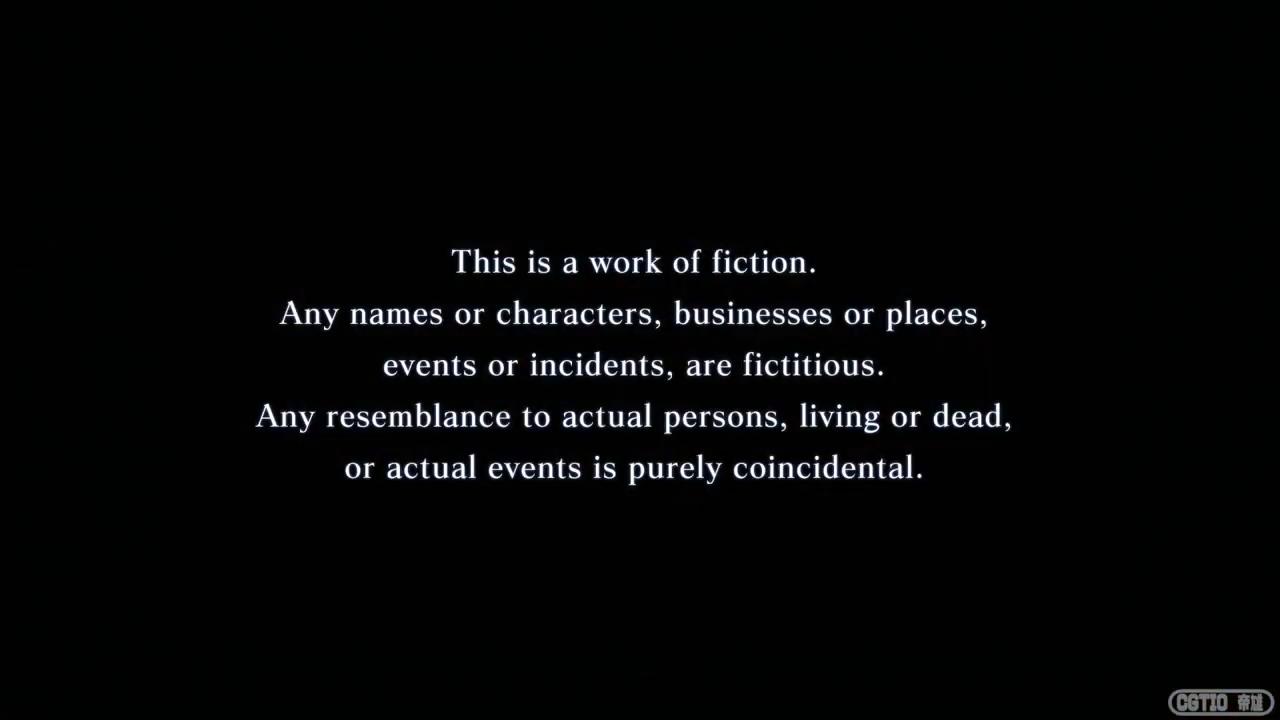 This is a work of fiction.
Any names or characters, businesses or places,
events or incidents, are fictitious.
Any resemblance to actual persons, living or dead,
or actual events is purely coincidental.
CGTIO 帝雄